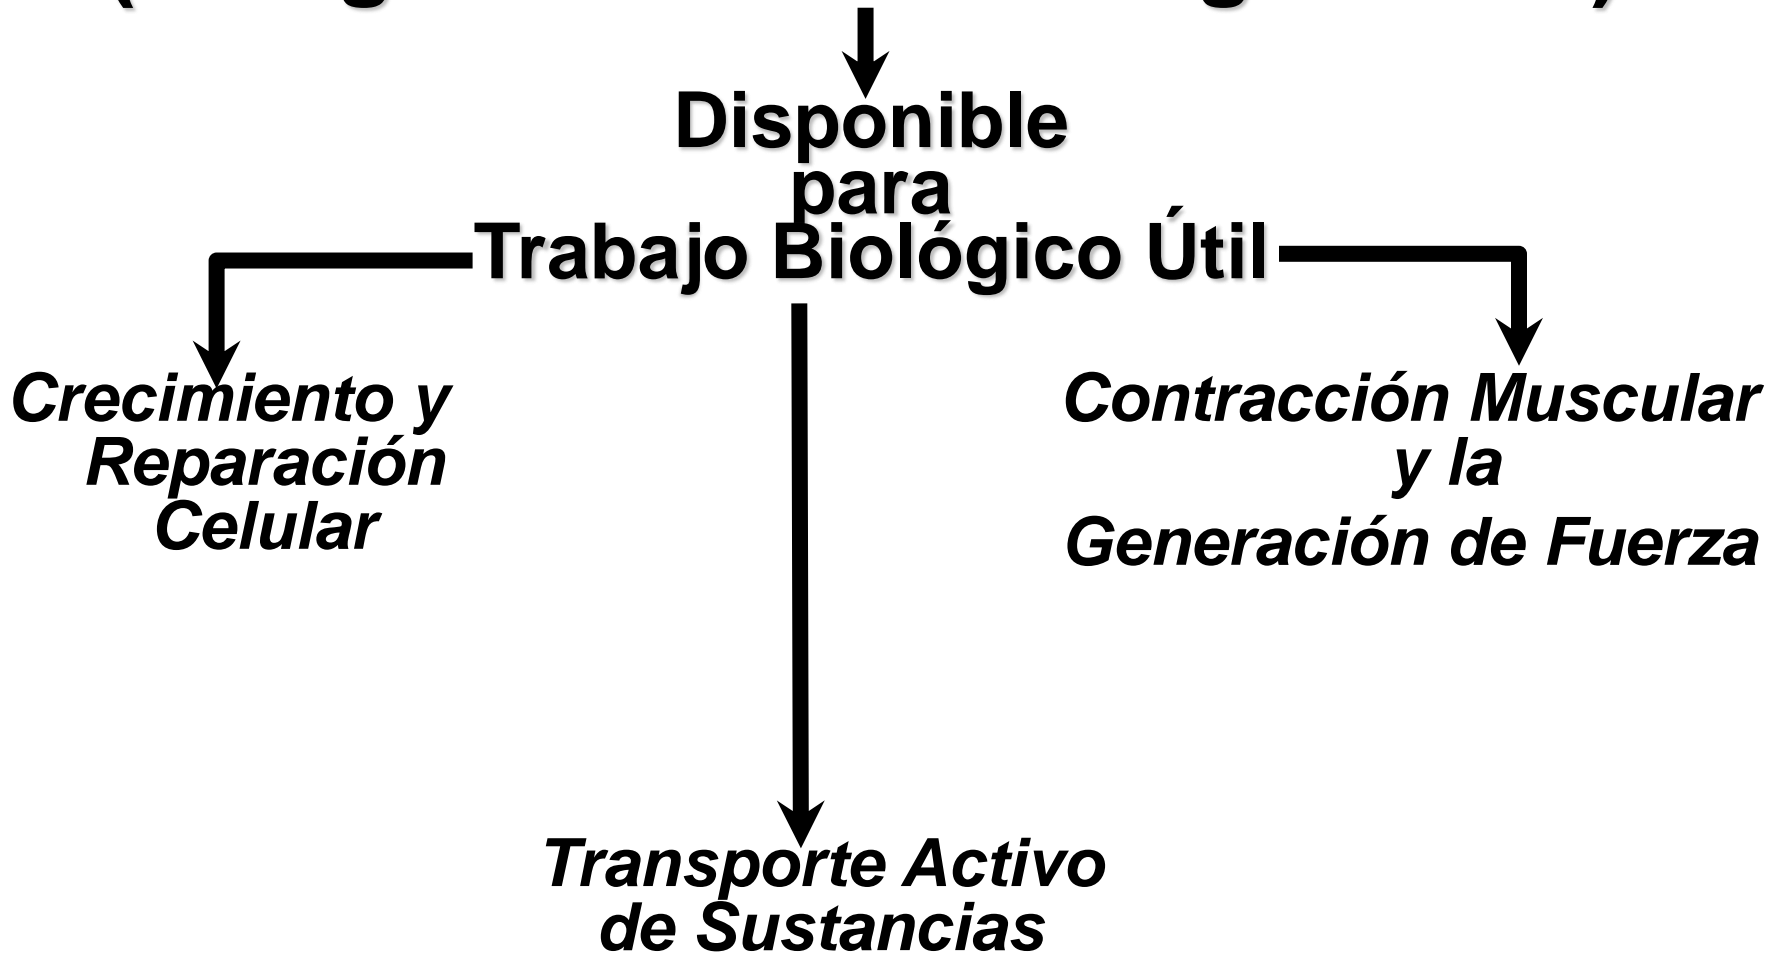 Disponible
para
Trabajo Biológico Útil
Crecimiento y
Reparación
Celular
Contracción Muscular
y la
Generación de Fuerza
Transporte Activo
de Sustancias